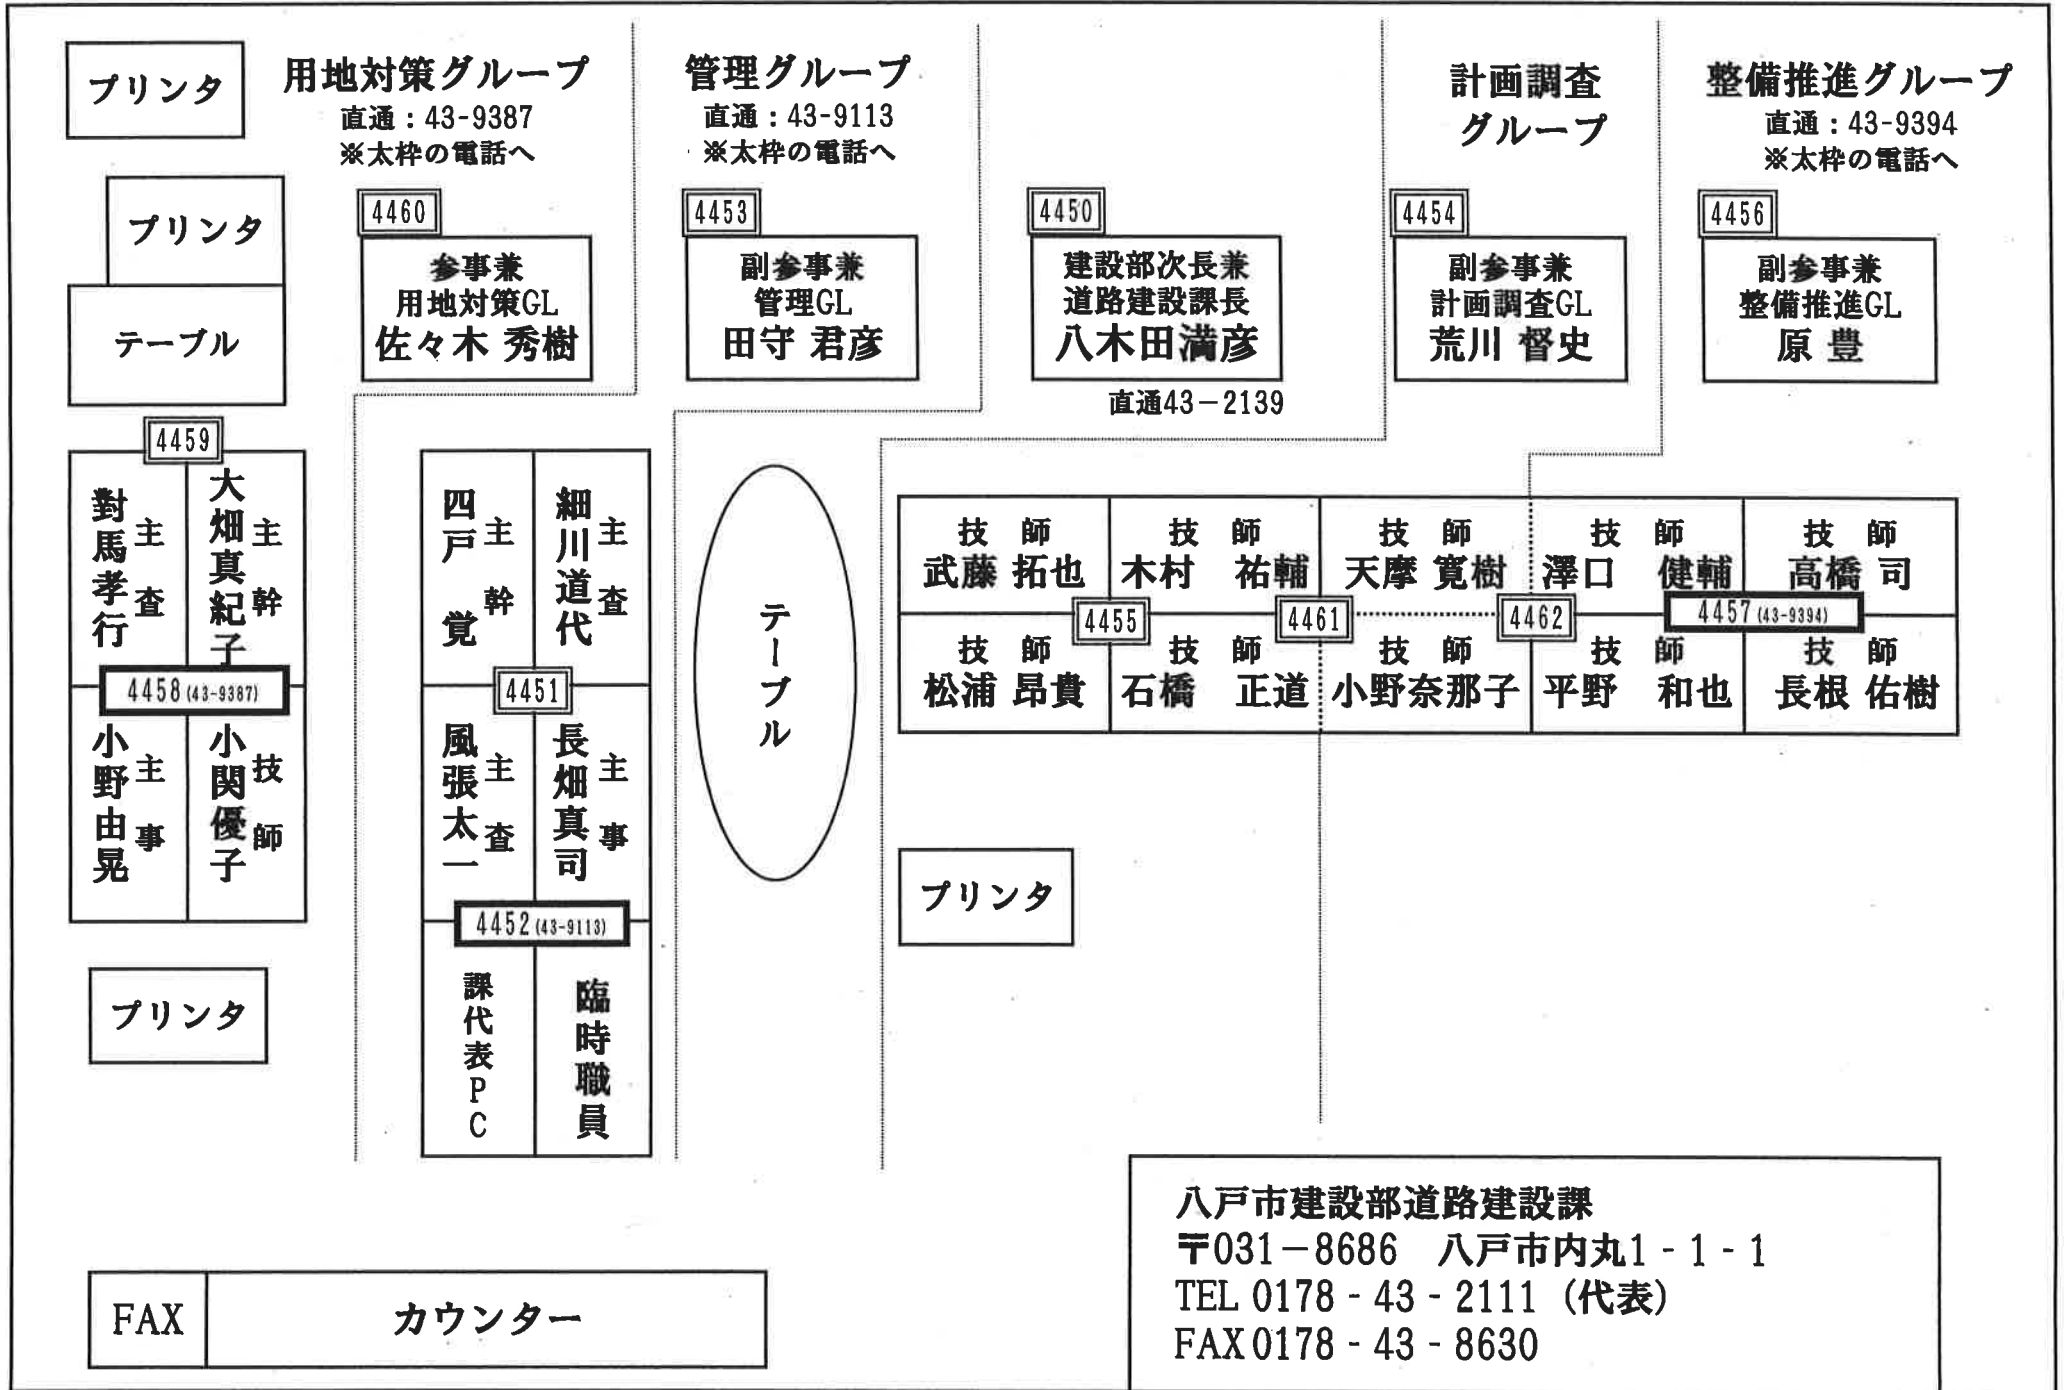 プリンタ
用地対策グループ
直通：43-9387
※太枠の電話へ
管理グループ
直通：43-9113
※太枠の電話へ
計画調査
グループ
整備推進グループ
直通：43-9394
※太枠の電話へ
プリンタ
テーブル
4460
参事兼
用地対策GL
佐々木 秀樹
4453
副参事兼
管理GL
田守 君彦
4450
建設部次長兼
道路建設課長
八木田満彦
直通43－2139
4454
副参事兼
計画調査GL
荒川 督史
4456
副参事兼
整備推進GL
原 豊
4459
主査
對馬孝行
主幹
大畑真紀子
4458(43-9387)
主事
小野由晃
技師
小関優子
主幹
四戸 覚
主査
細川道代
4451
主査
風張太一
主事
長畑真司
4452(43-9113)
課代表PC
臨時職員
テーブル
技 師
武藤 拓也
技 師
木村 祐輔
技 師
天摩 寛樹
技 師
澤口 健輔
技 師
高橋 司
4455
4461
4462
4457(43-9394)
技 師
松浦 昂貴
技 師
石橋 正道
技 師
小野奈那子
技 師
平野 和也
技 師
長根 佑樹
プリンタ
プリンタ
FAX
カウンター
八戸市建設部道路建設課
〒031－8686 八戸市内丸1‐1‐1
TEL 0178‐43‐2111（代表）
FAX 0178‐43‐8630